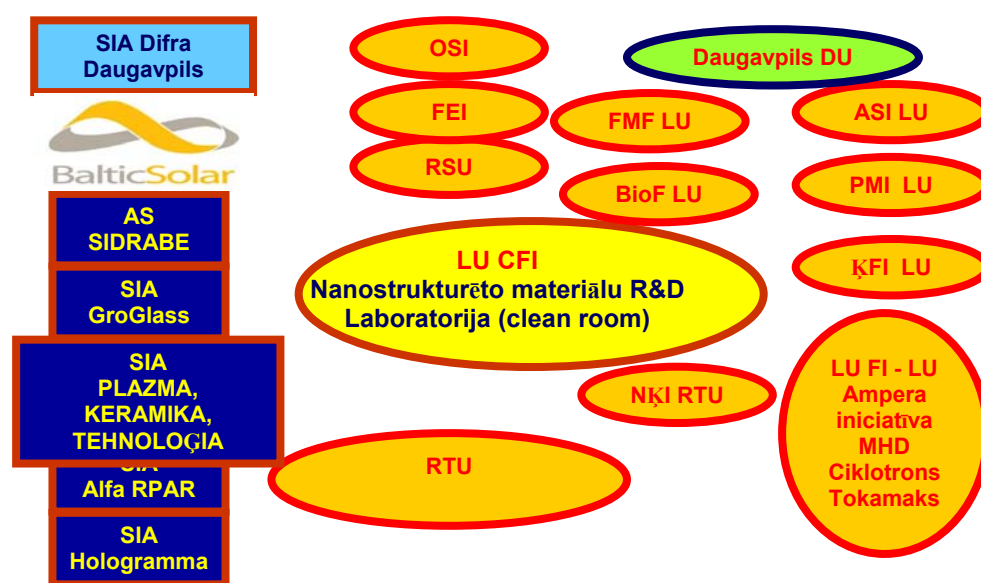 SIA Difra
Daugavpils
BalticSolar
AS
SIDRABE
SIA
GroGlass
SIA
PLAZMA,
KERAMIKA,
TEHNOLOĢIA
SIA
Alfa RPAR
SIA
Hologramma
OSI
FEI
RSU
Daugavpils DU
FMF LU
BioF LU
ASI LU
PMI LU
ĶFI LU
LU CFI
Nanostrukturēto materiālu R&D
Laboratorija (clean room)
NĶI RTU
RTU
LU FI - LU
Ampera
iniciatīva
MHD
Ciklotrons
Tokamaks